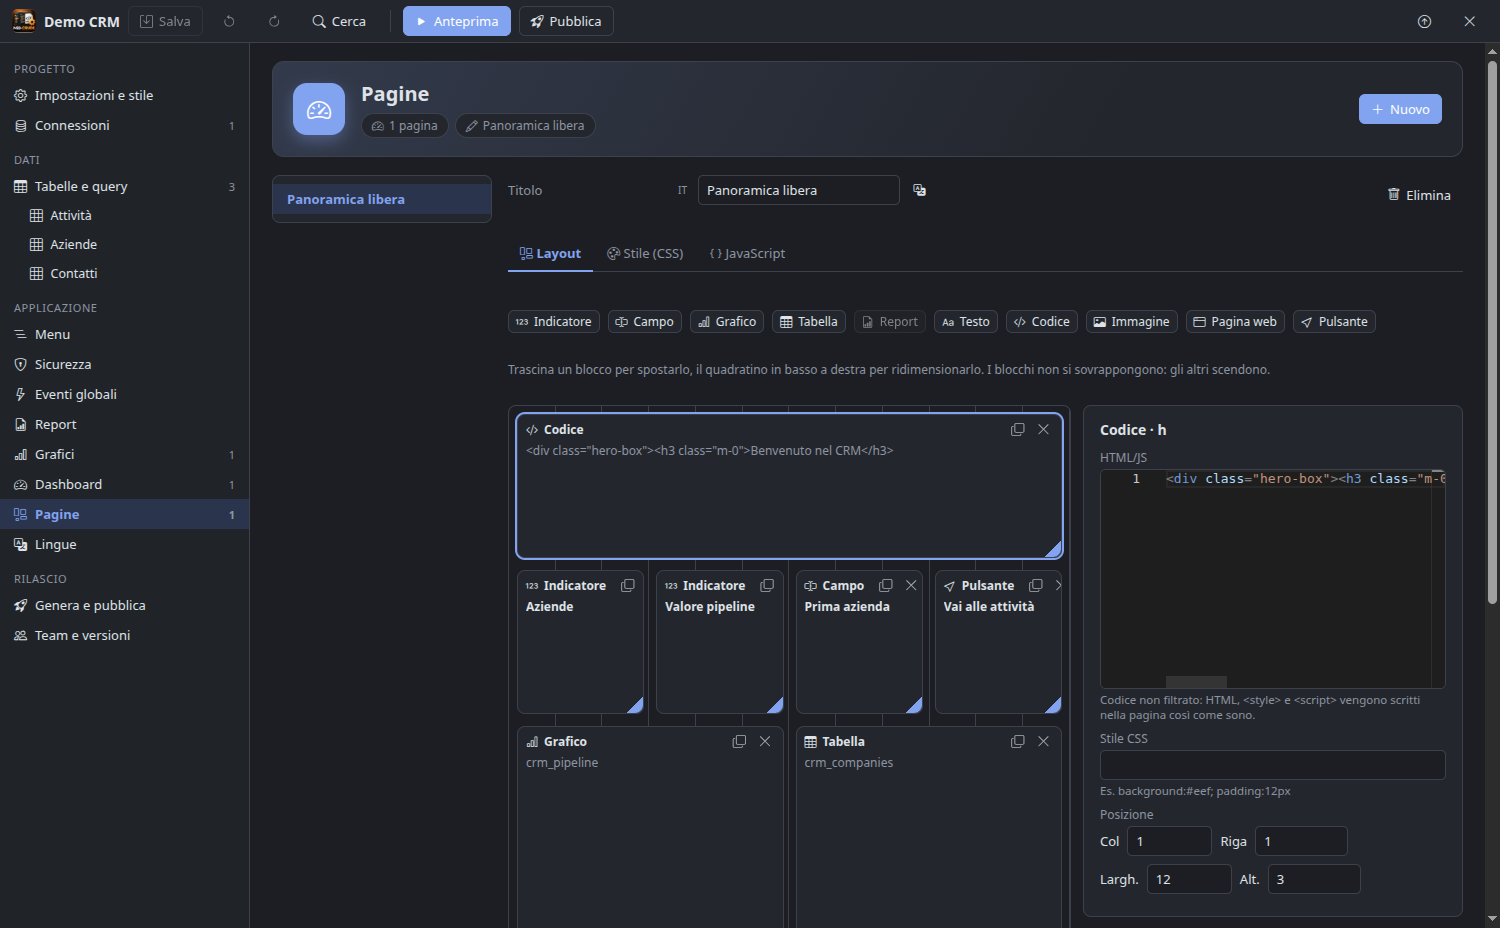 Demo CRM Salva Cerca Anteprima Pubblica
PROGETTO
Impostazioni e stile
Connessioni 1
DATI
Tabelle e query 3
Attività
Aziende
Contatti
APPLICAZIONE
Menu
Sicurezza
Eventi globali
Report
Grafici 1
Dashboard 1
Pagine 1
Lingue
RILASCIO
Genera e pubblica
Team e versioni
Pagine
1 pagina Panoramica libera
Nuovo
Panoramica libera
Titolo IT Panoramica libera
Elimina
Layout Stile (CSS) { } JavaScript
123 Indicatore Campo Grafico Tabella Report Aa Testo Codice Immagine Pagina web Pulsante
Trascina un blocco per spostarlo, il quadratino in basso a destra per ridimensionarlo. I blocchi non si sovrappongono: gli altri scendono.
Codice
<div class="hero-box"><h3 class="m-0">Benvenuto nel CRM</h3>
123 Indicatore
Aziende
123 Indicatore
Valore pipeline
Campo
Prima azienda
Pulsante
Vai alle attività
Grafico
crm_pipeline
Tabella
crm_companies
Codice · h
HTML/JS
1 <div class="hero-box"><h3 class="m-0
Codice non filtrato: HTML, <style> e <script> vengono scritti
nella pagina così come sono.
Stile CSS
Es. background:#eef; padding:12px
Posizione
Col 1 Riga 1
Largh. 12 Alt. 3